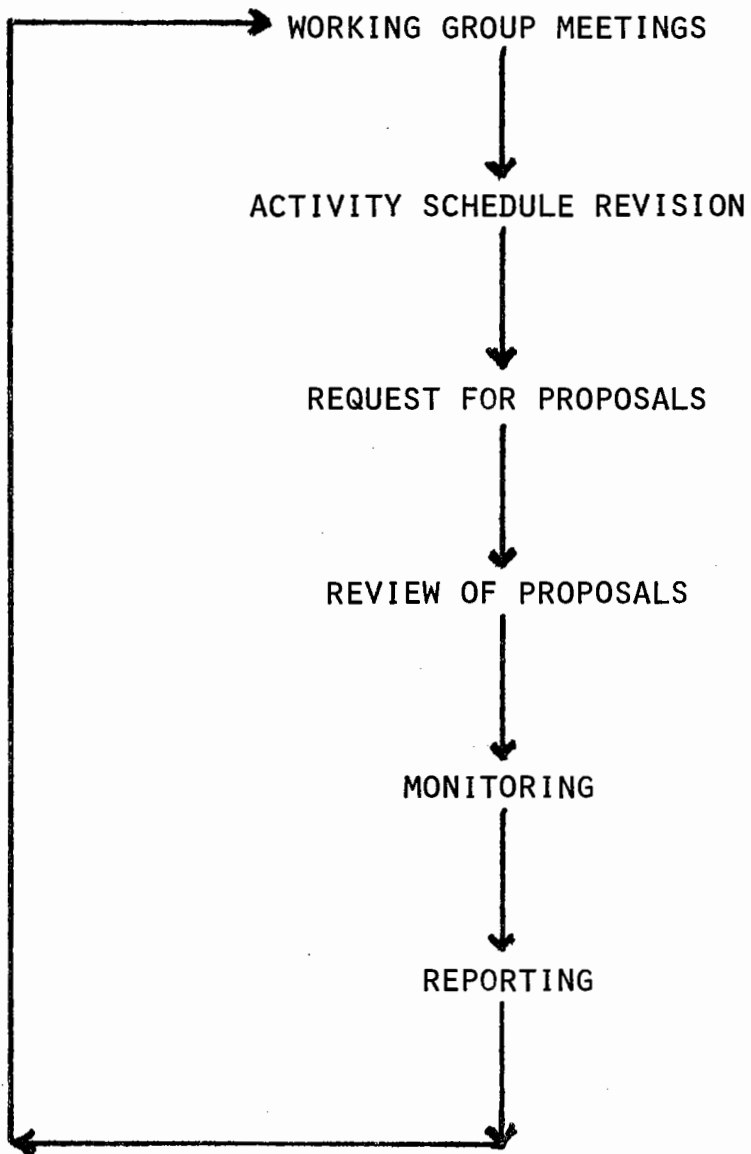 WORKING GROUP MEETINGS
ACTIVITY SCHEDULE REVISION
REQUEST FOR PROPOSALS
REVIEW OF PROPOSALS
MONITORING
REPORTING